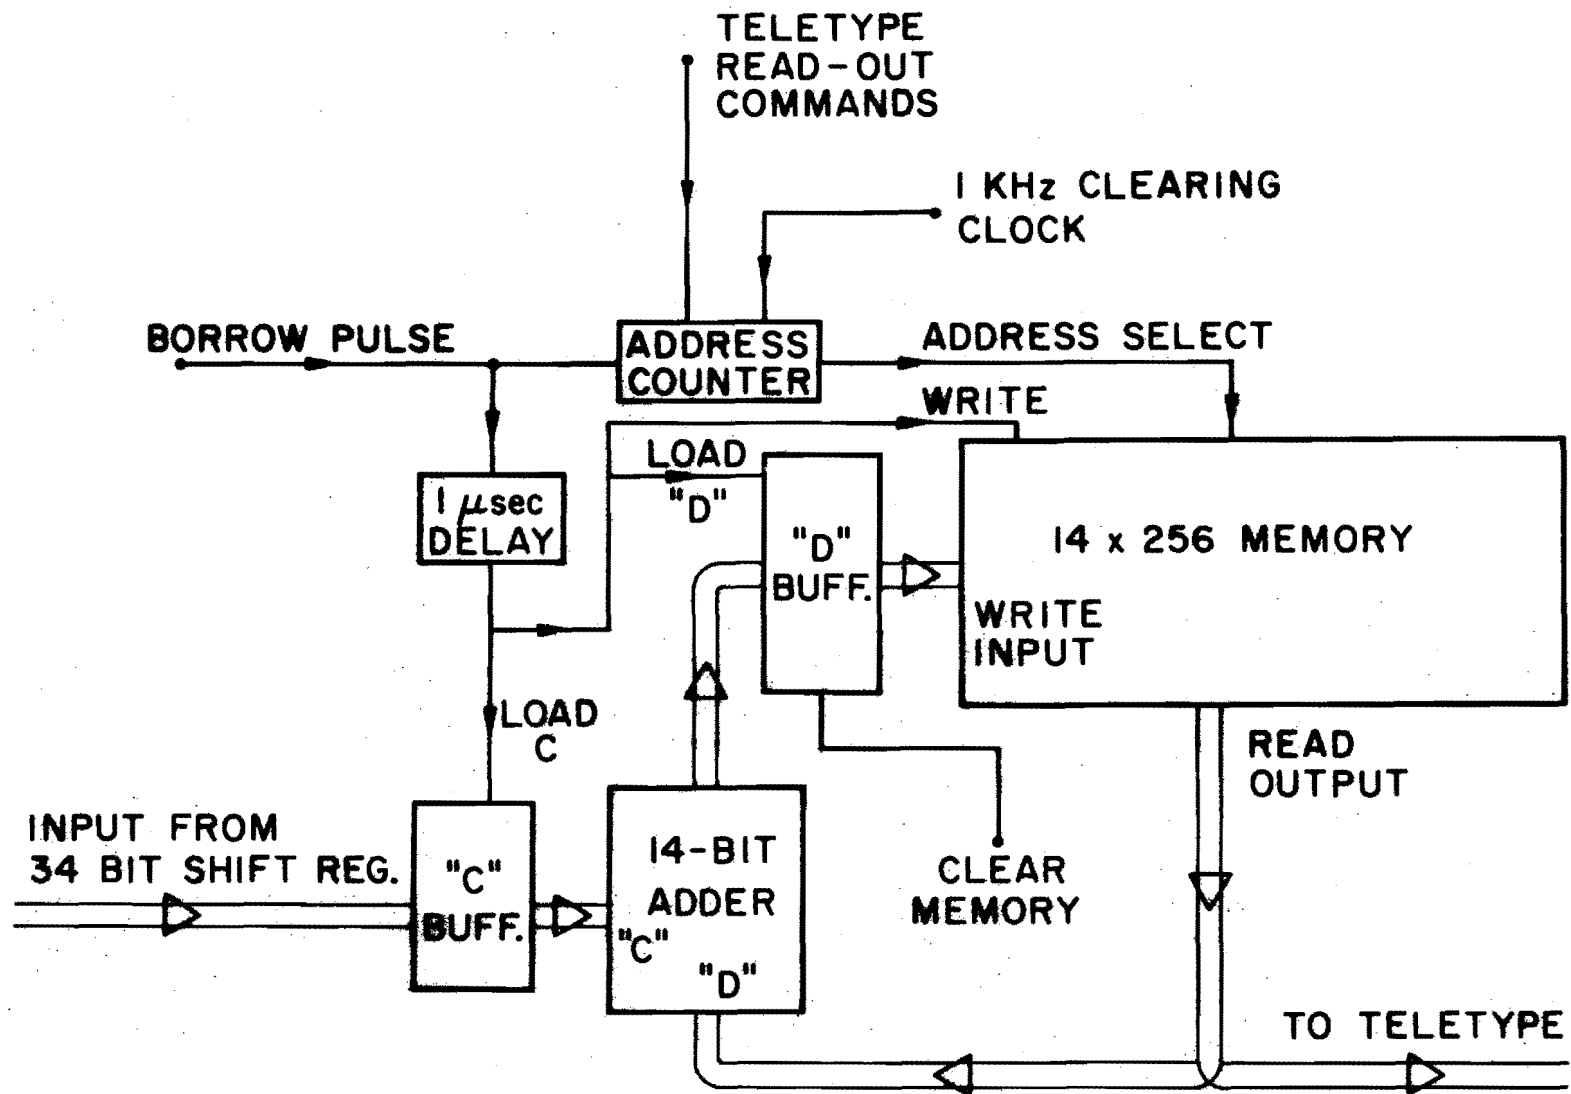 TELETYPE
READ-OUT
COMMANDS
1 KHz CLEARING
CLOCK
BORROW PULSE
ADDRESS
COUNTER
ADDRESS SELECT
WRITE
LOAD
"D"
1 μsec
DELAY
"D"
BUFF.
14 x 256 MEMORY
WRITE
INPUT
LOAD
C
READ
OUTPUT
INPUT FROM
34 BIT SHIFT REG.
"C"
BUFF.
14-BIT
ADDER
"C"
"D"
CLEAR
MEMORY
TO TELETYPE